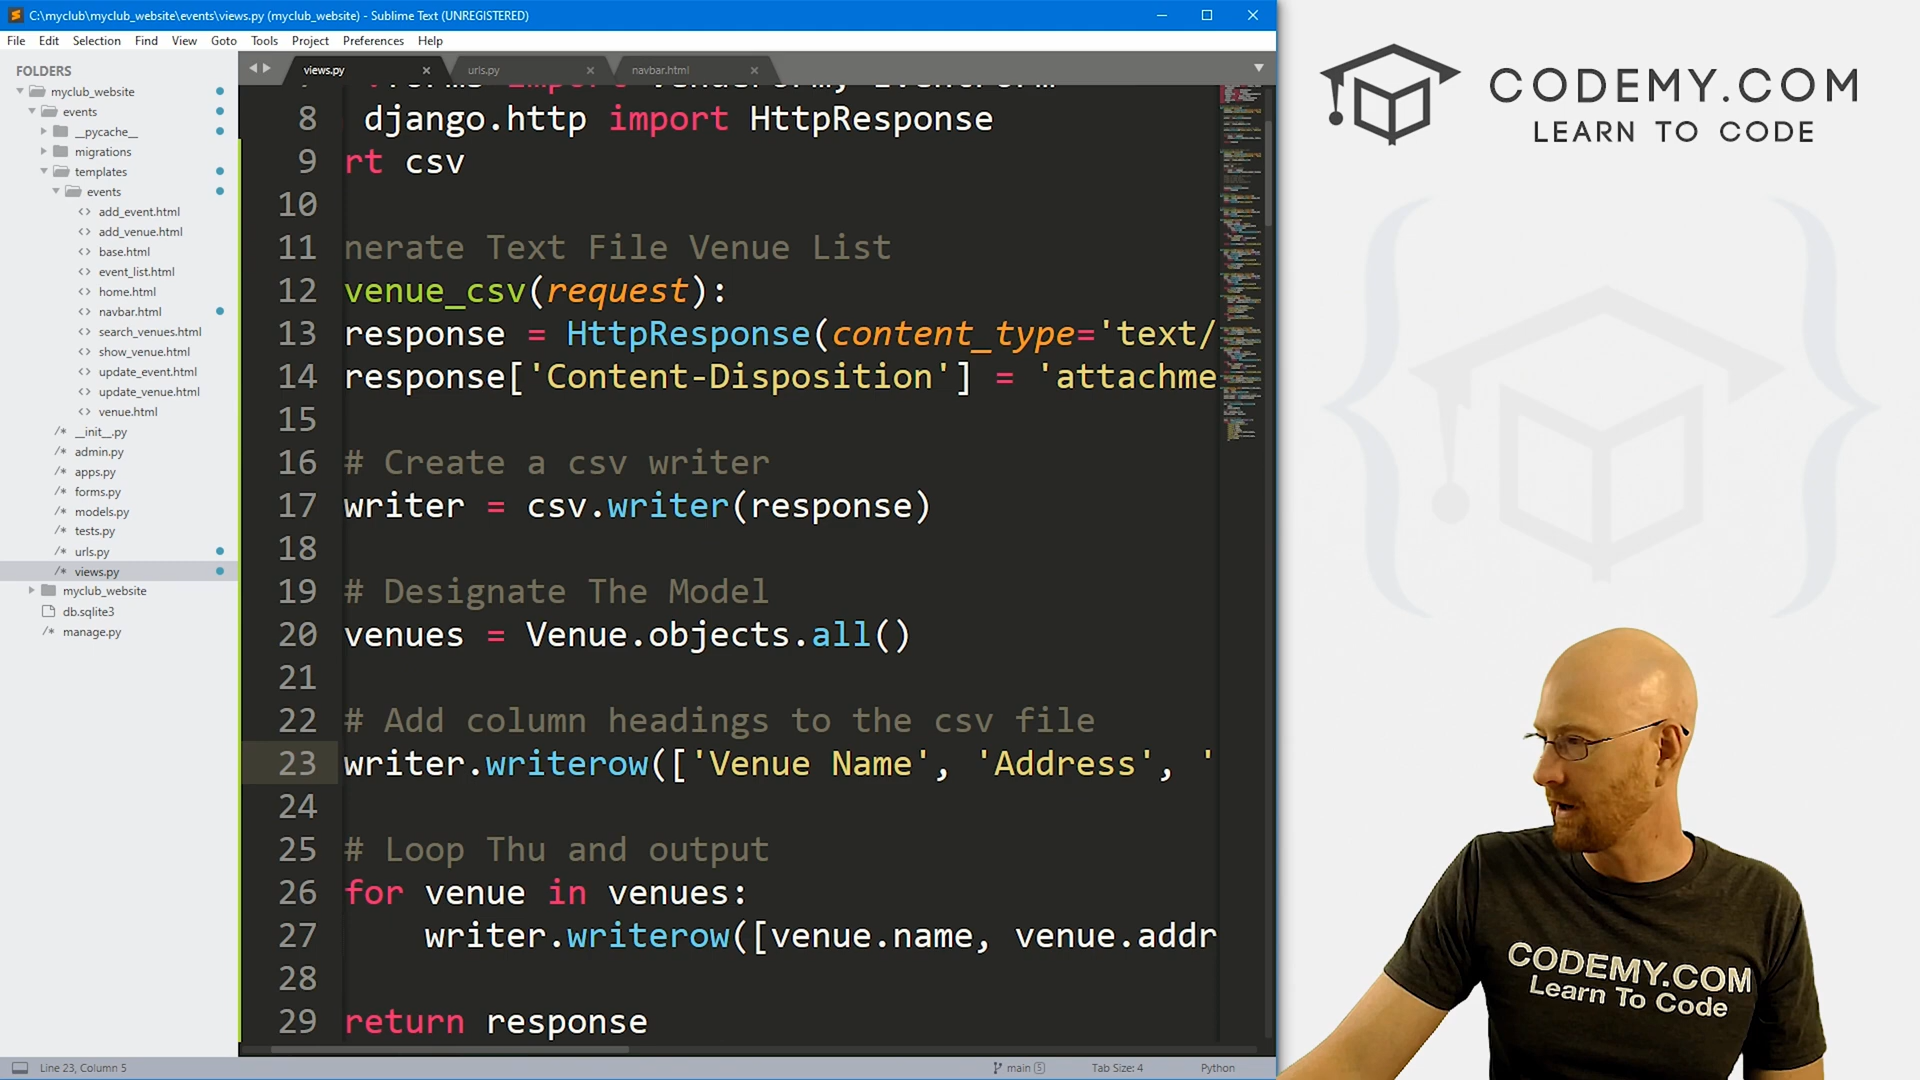 C:\myclub\myclub_website\events\views.py (myclub_website) - Sublime Text (UNREGISTERED)
File Edit Selection Find View Goto Tools Project Preferences Help
FOLDERS
myclub_website
events
__pycache__
migrations
templates
events
add_event.html
add_venue.html
base.html
event_list.html
home.html
navbar.html
search_venues.html
show_venue.html
update_event.html
update_venue.html
venue.html
__init__.py
admin.py
apps.py
forms.py
models.py
tests.py
urls.py
views.py
myclub_website
db.sqlite3
manage.py
views.py urls.py navbar.html
8 django.http import HttpResponse
9 rt csv
10
11 nerate Text File Venue List
12 venue_csv(request):
13 response = HttpResponse(content_type='text/
14 response['Content-Disposition'] = 'attachme
15
16 # Create a csv writer
17 writer = csv.writer(response)
18
19 # Designate The Model
20 venues = Venue.objects.all()
21
22 # Add column headings to the csv file
23 writer.writerow(['Venue Name', 'Address', '
24
25 # Loop Thu and output
26 for venue in venues:
27 writer.writerow([venue.name, venue.addr
28
29 return response
Line 23, Column 5
main 5
Tab Size: 4
Python
CODEMY.COM
LEARN TO CODE
CODEMY.COM
Learn To Code